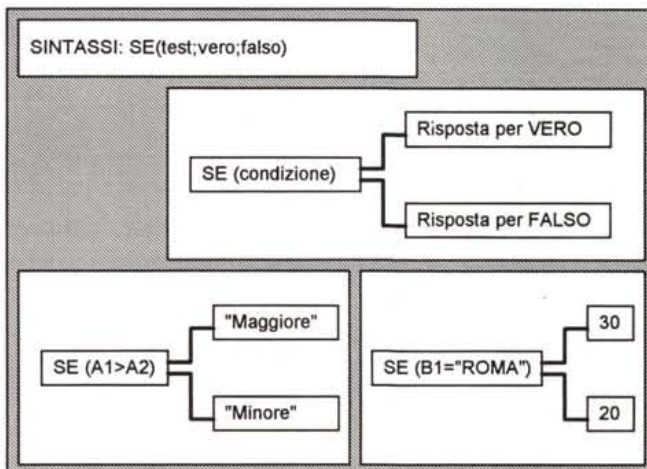 SINTASSI: SE(test;vero;falso)
Risposta per VERO
SE (condizione)
Risposta per FALSO
"Maggiore"
SE (A1>A2)
"Minore"
30
SE (B1="ROMA")
20